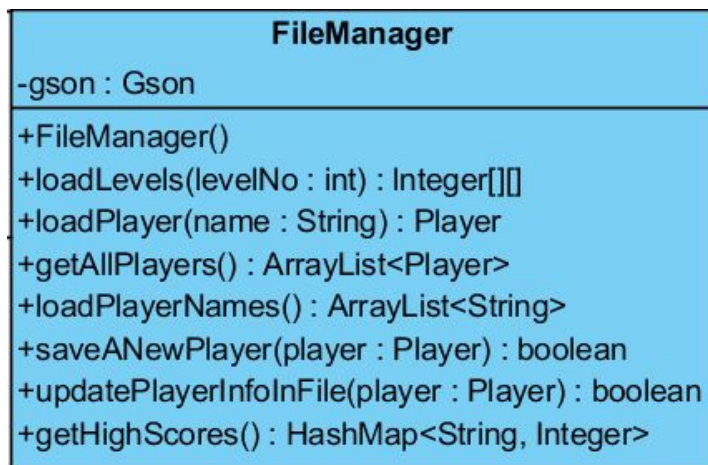 FileManager
-gson : Gson
+FileManager()
+loadLevels(levelNo : int) : Integer[][]
+loadPlayer(name : String) : Player
+getAllPlayers() : ArrayList<Player>
+loadPlayerNames() : ArrayList<String>
+saveANewPlayer(player : Player) : boolean
+updatePlayerInfoInFile(player : Player) : boolean
+getHighScores() : HashMap<String, Integer>